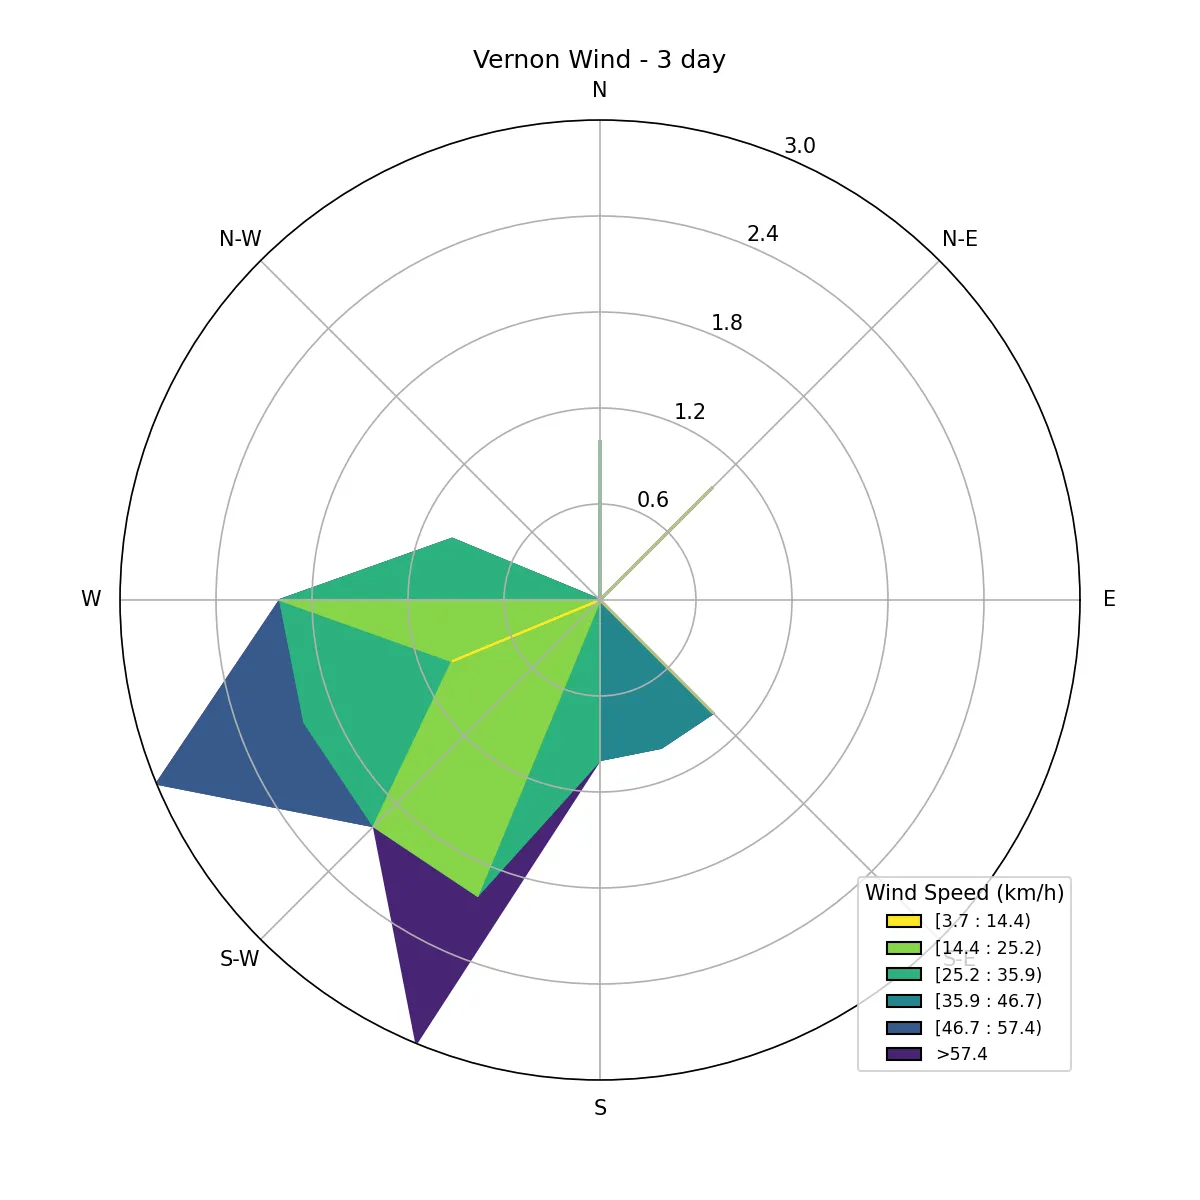 Vernon Wind - 3 day
N
3.0
N-W
2.4
N-E
1.8
1.2
0.6
W
E
S-W
S-E
S
Wind Speed (km/h)
[3.7 : 14.4)
[14.4 : 25.2)
[25.2 : 35.9)
[35.9 : 46.7)
[46.7 : 57.4)
>57.4